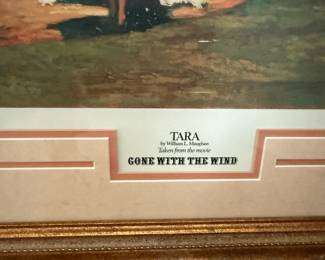 TARA
by William L. Maughan
Taken from the movie
GONE WITH THE WIND